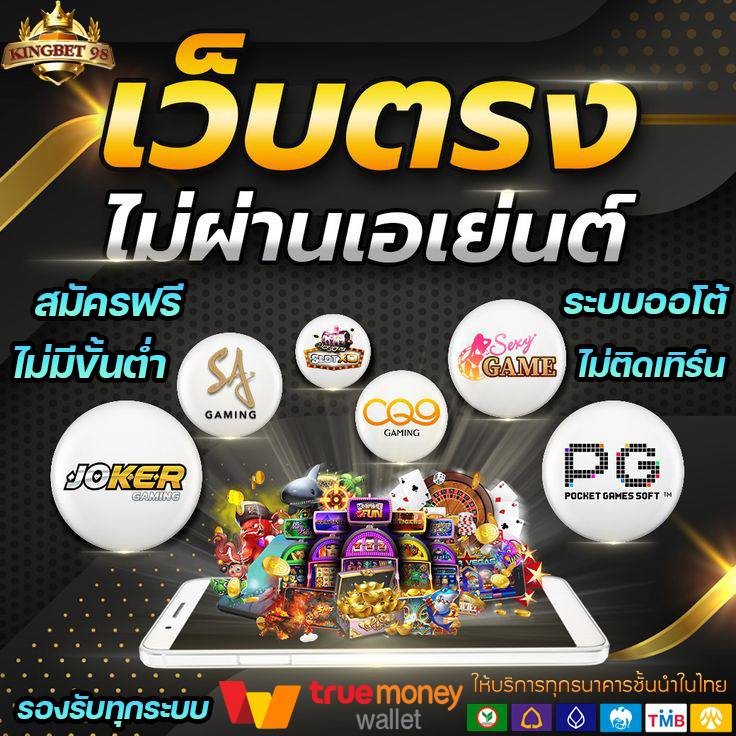 KINGBET 98
เว็บตรง
ไม่ผ่านเอเย่นต์
สมัครฟรี
ไม่มีขั้นต่ำ
ระบบออโต้
ไม่ติดเทิร์น
SLOTXO
SA
GAMING
Sexy
GAME
CQ9
GAMING
JOKER
GAMING
PG
POCKET GAMES SOFT ™
FUN
VEGAS
รองรับทุกระบบ
truemoney
wallet
ให้บริการทุกธนาคารชั้นนำในไทย
TMB